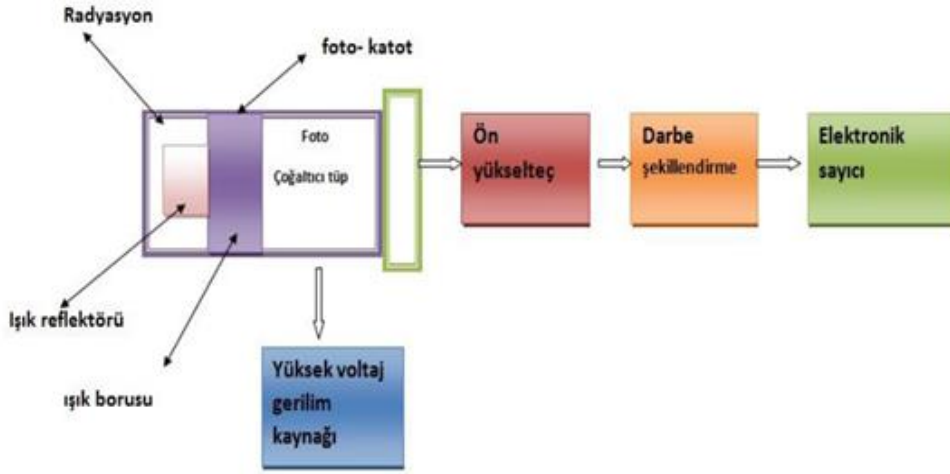 Radyasyon
foto- katot
Foto
Çoğaltıcı tüp
Ön
yükselteç
Darbe
şekillendirme
Elektronik
sayıcı
Işık reflektörü
ışık borusu
Yüksek voltaj
gerilim
kaynağı